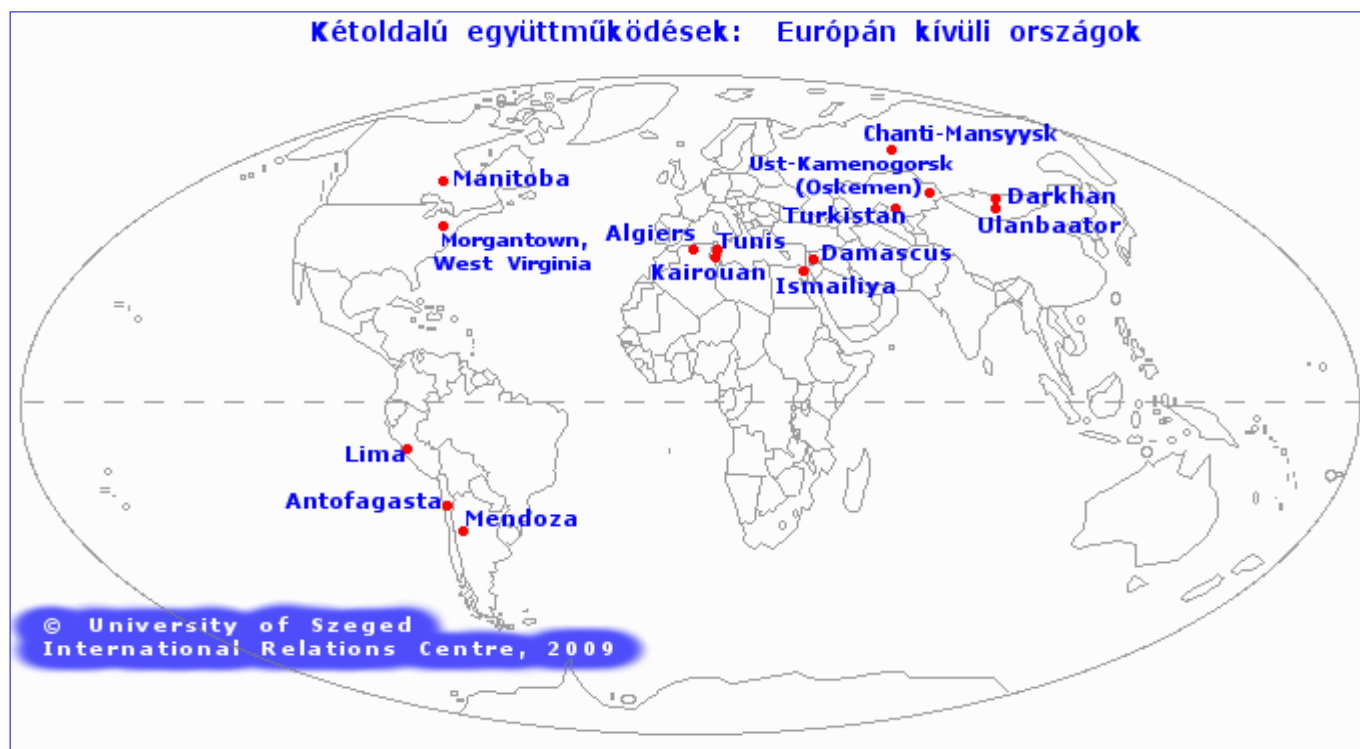 Kétoldalú együttműködések: Európán kívüli országok
Chanti-Mansyysk
Ust-Kamenogorsk
(Oskemen)
Manitoba
Darkhan
Turkistan
Ulanbaator
Algiers
Tunis
Morgantown,
West Virginia
Damascus
Kairouan
Ismailiya
Lima
Antofagasta
Mendoza
© University of Szeged
International Relations Centre, 2009